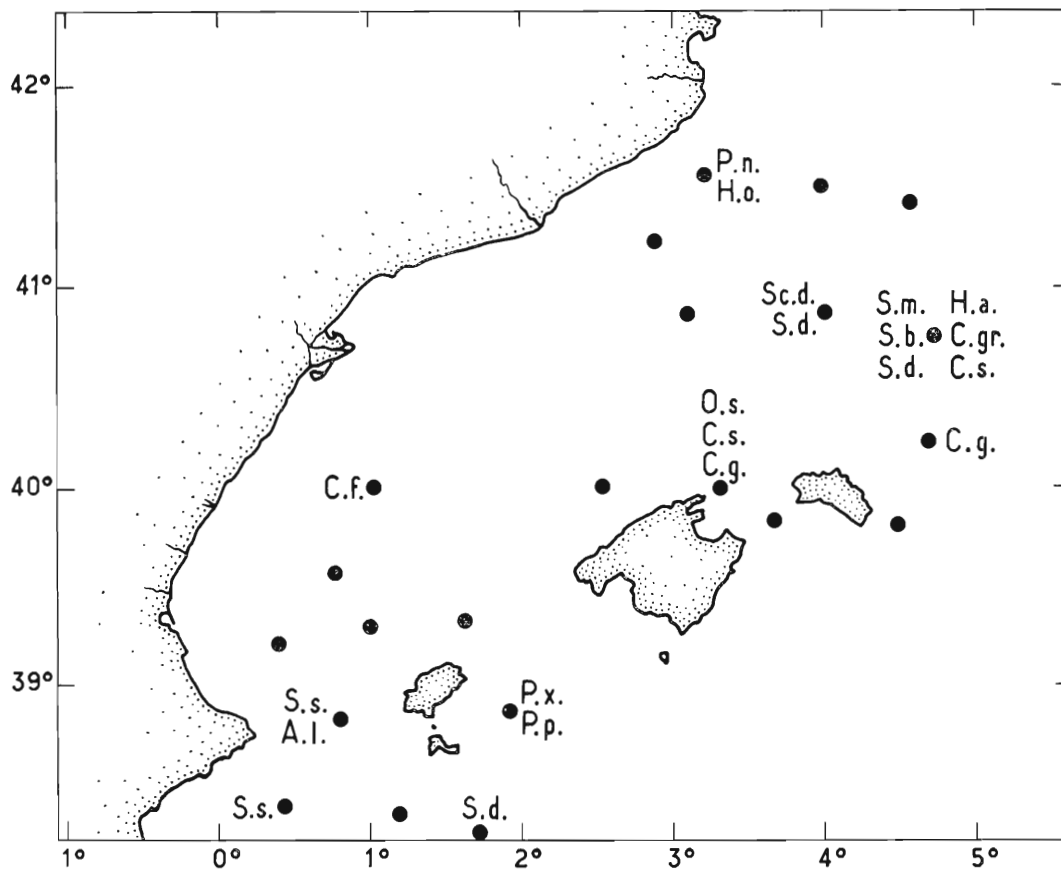 42°
P.n.
H.o.
41°
Sc.d.
S.d.
S.m. H.a.
S.b. C.gr.
S.d. C.s.
O.s.
C.s.
C.g.
C.g.
40°
C.f.
39°
S.s.
A.l.
P.x.
P.p.
S.s.
S.d.
1° 0° 1° 2° 3° 4° 5°